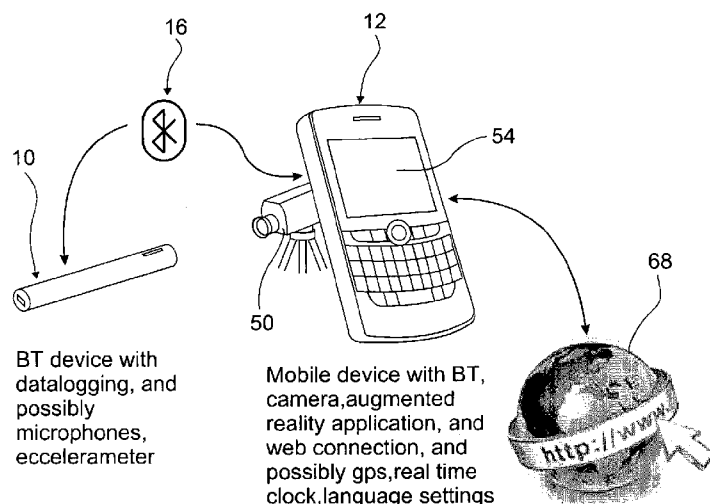 16
12
54
10
68
50
BT device with
datalogging, and
possibly
microphones,
eccelerameter
Mobile device with BT,
camera,augmented
reality application, and
web connection, and
possibly gps,real time
clock,language settings
http://www.